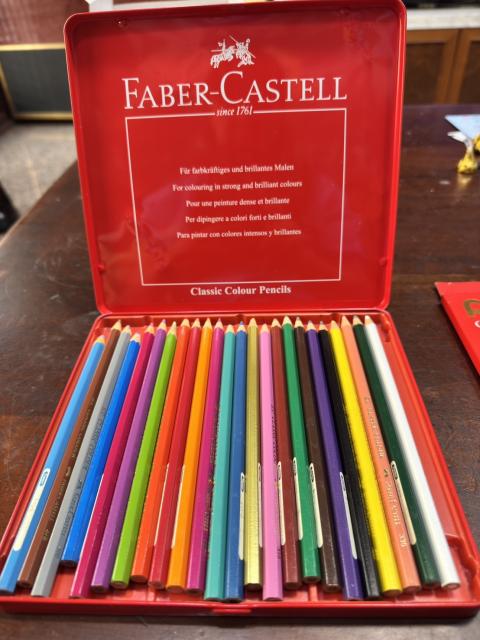 FABER-CASTELL
since 1761
Für farbkräftiges und brillantes Malen
For colouring in strong and brilliant colours
Pour une peinture dense et brillante
Per dipingere a colori forti e brillanti
Para pintar con colores intensos y brillantes
Classic Colour Pencils